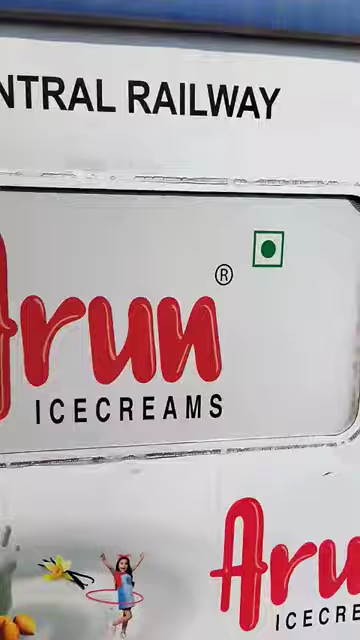 NTRAL RAILWAY
Arun ®
ICECREAMS
Aru
ICECRE